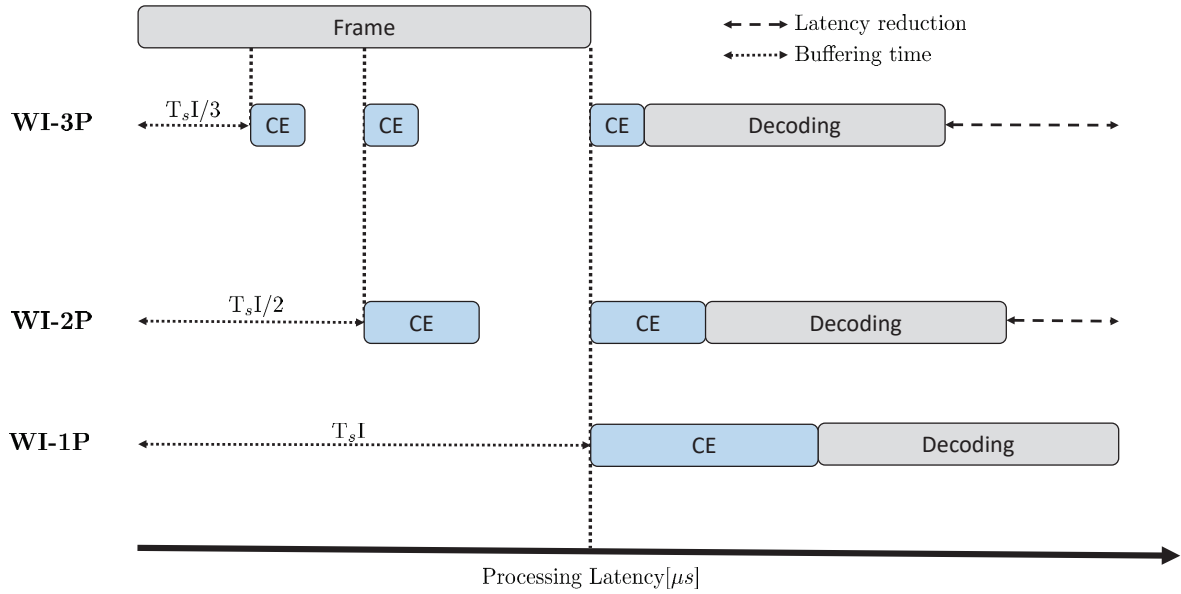 Frame
Latency reduction
Buffering time
WI-3P
TₛI/3
CE
CE
CE
Decoding
WI-2P
TₛI/2
CE
CE
Decoding
WI-1P
TₛI
CE
Decoding
Processing Latency[μs]